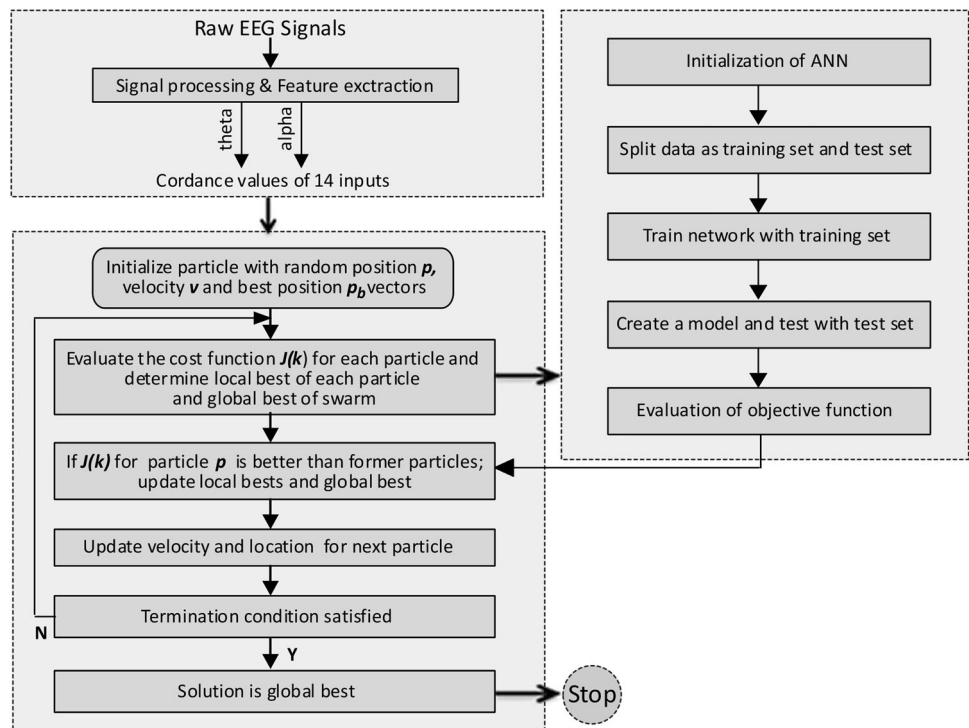 Raw EEG Signals
Signal processing & Feature exctraction
theta
alpha
Cordance values of 14 inputs
Initialize particle with random position p,
velocity v and best position pb vectors
Evaluate the cost function J(k) for each particle and
determine local best of each particle
and global best of swarm
If J(k) for particle p is better than former particles;
update local bests and global best
Update velocity and location for next particle
Termination condition satisfied
N
Y
Solution is global best
Stop
Initialization of ANN
Split data as training set and test set
Train network with training set
Create a model and test with test set
Evaluation of objective function